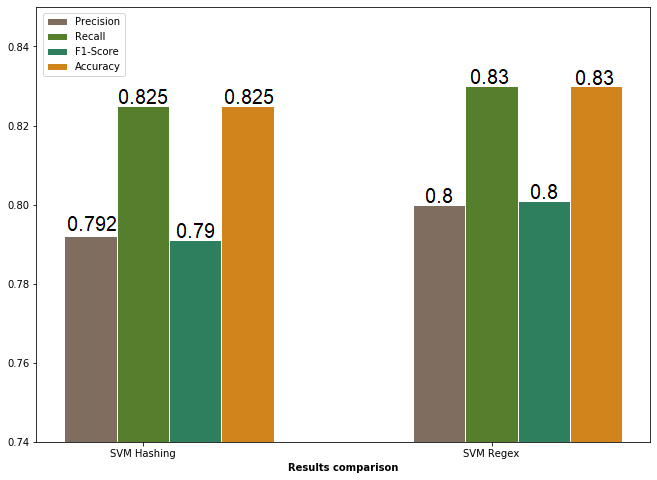 Precision
Recall
F1-Score
Accuracy
0.84
0.82
0.80
0.78
0.76
0.74
0.792
0.825
0.79
0.825
0.8
0.83
0.8
0.83
SVM Hashing
SVM Regex
Results comparison